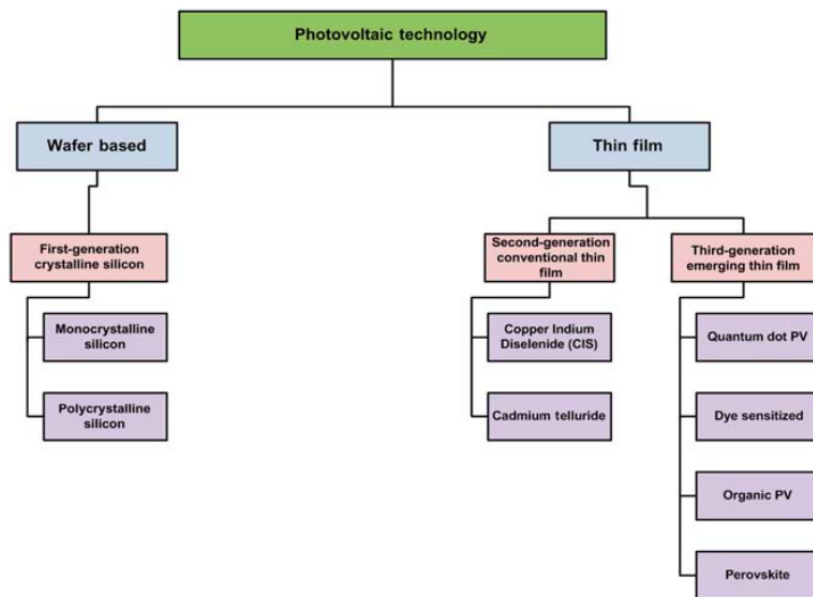 Photovoltaic technology
Wafer based
Thin film
First-generation
crystalline silicon
Second-generation
conventional thin
film
Third-generation
emerging thin film
Monocrystalline
silicon
Copper Indium
Diselenide (CIS)
Quantum dot PV
Polycrystalline
silicon
Cadmium telluride
Dye sensitized
Organic PV
Perovskite